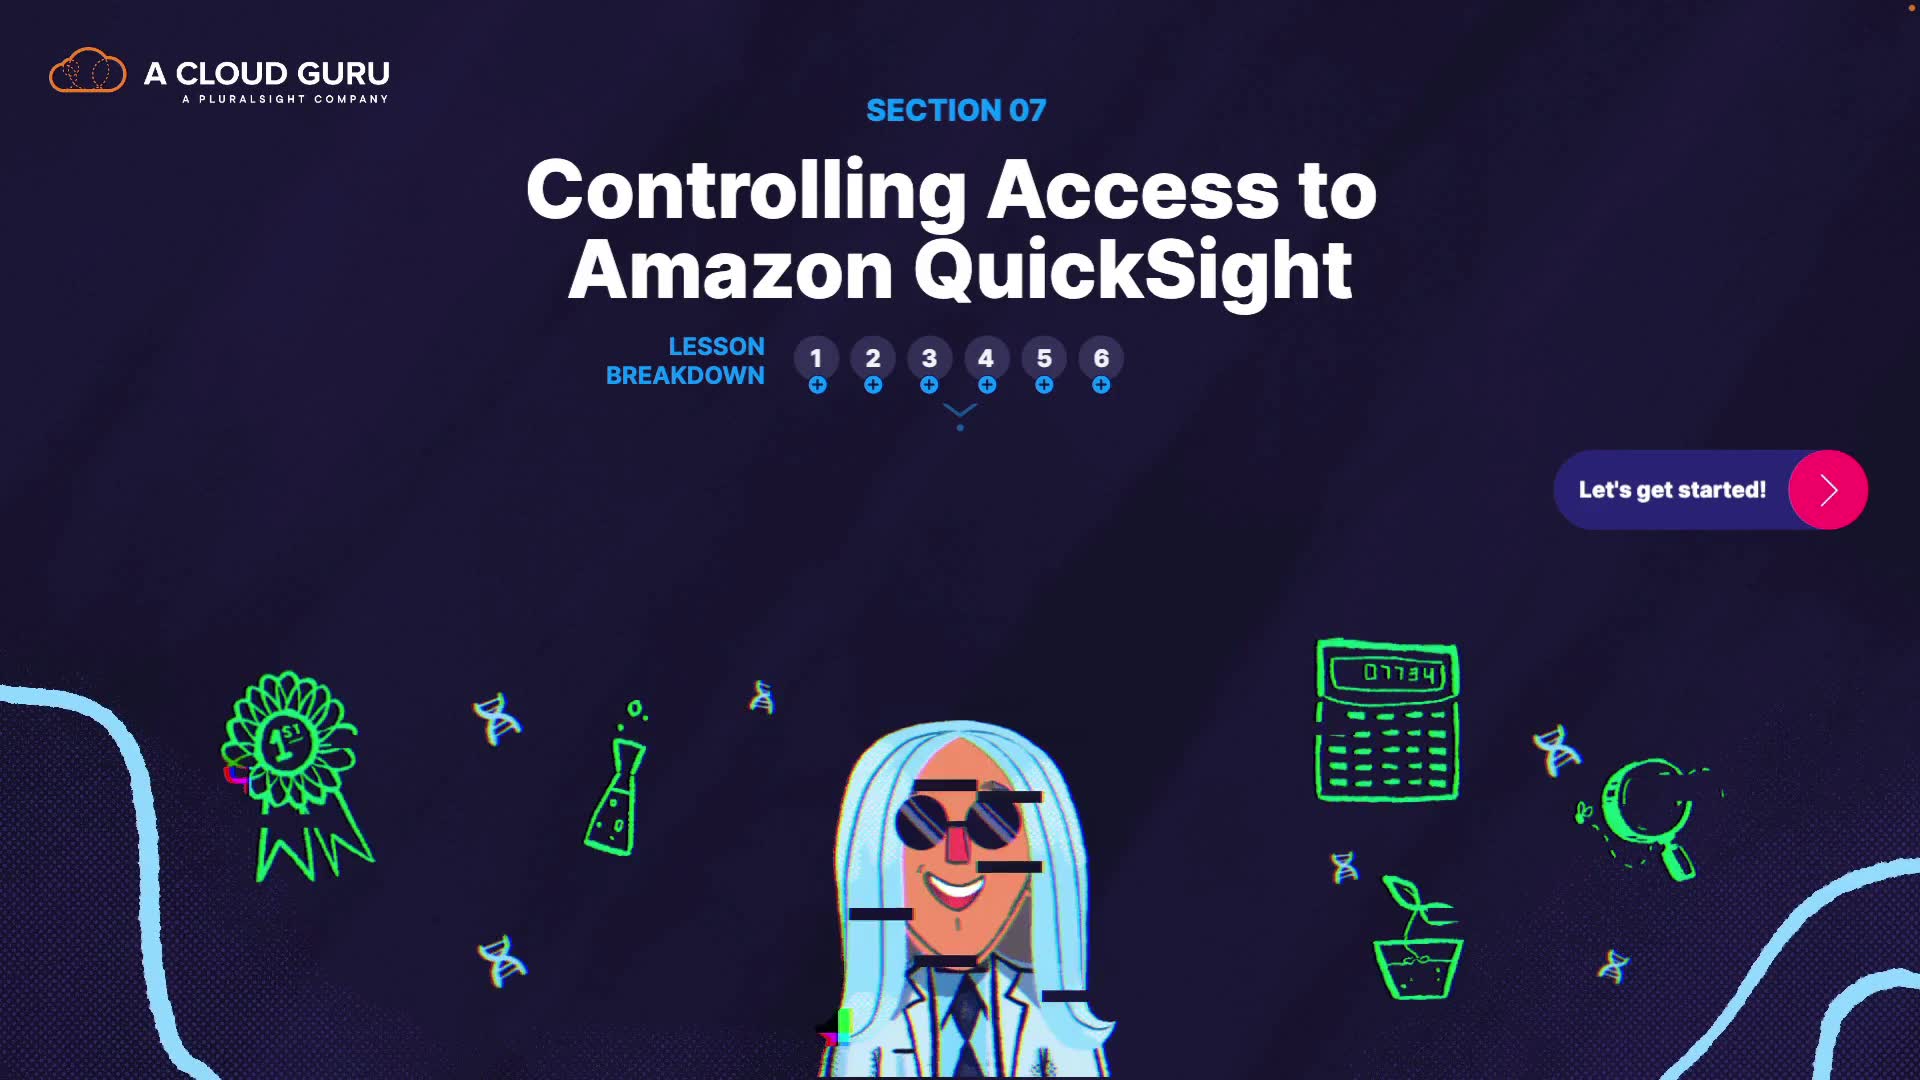 A CLOUD GURU
A PLURALSIGHT COMPANY
SECTION 07
Controlling Access to
Amazon QuickSight
LESSON
BREAKDOWN
1 2 3 4 5 6
Let's get started!
07734
1ST